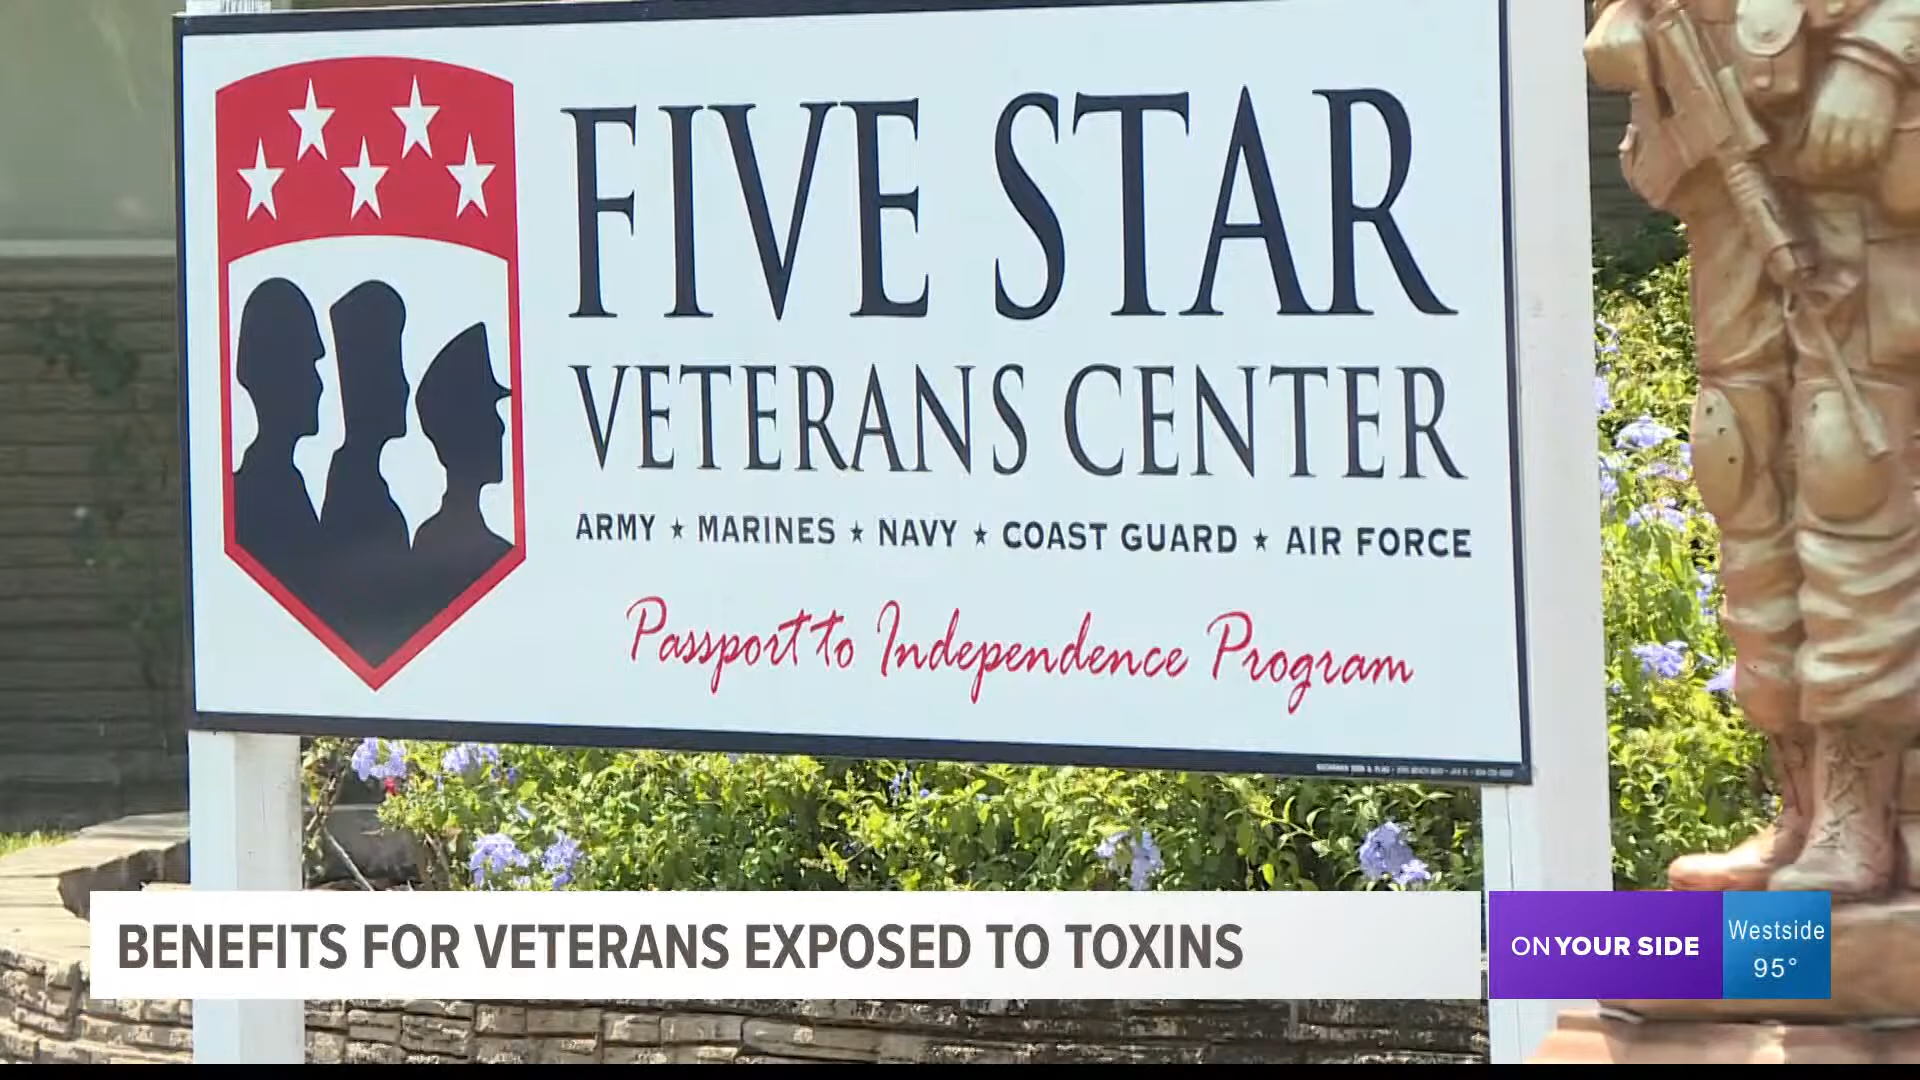 FIVE STAR
VETERANS CENTER
ARMY ★ MARINES ★ NAVY ★ COAST GUARD ★ AIR FORCE
Passport to Independence Program
BENEFITS FOR VETERANS EXPOSED TO TOXINS
ON YOUR SIDE
Westside
95°